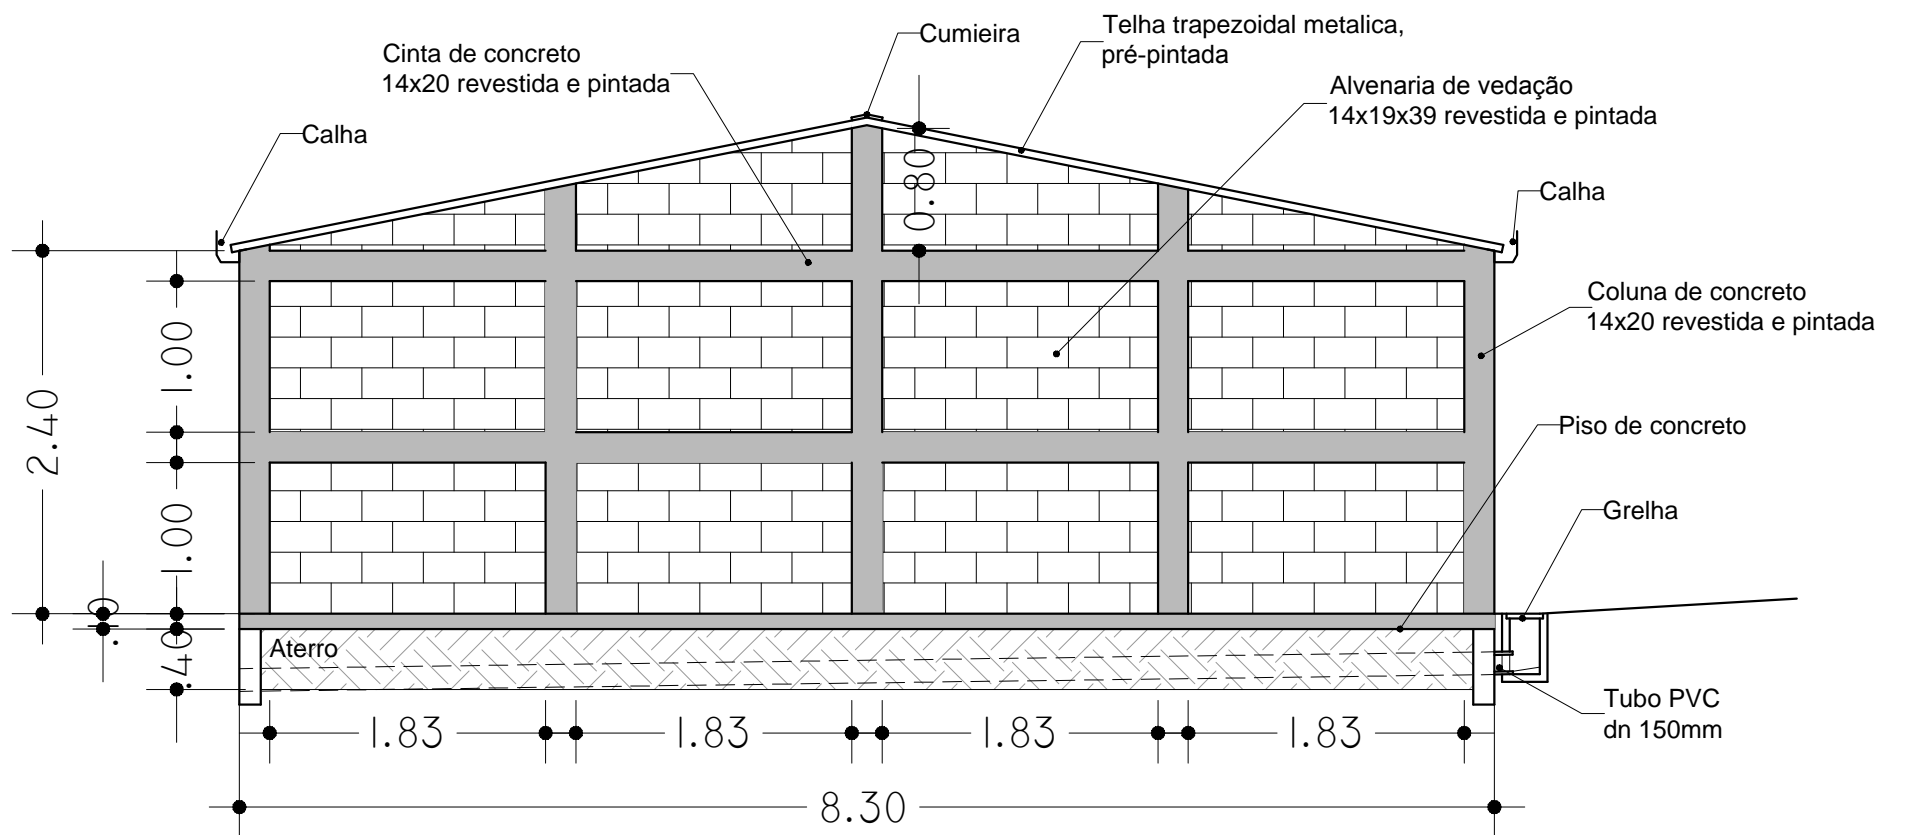 Telha trapezoidal metalica,
pré-pintada
Cumieira
Cinta de concreto
14x20 revestida e pintada
Alvenaria de vedação
14x19x39 revestida e pintada
Calha
0.80
Calha
Coluna de concreto
14x20 revestida e pintada
1.00
2.40
Piso de concreto
1.00
Grelha
.10
.40
Aterro
Tubo PVC
dn 150mm
1.83
1.83
1.83
1.83
8.30